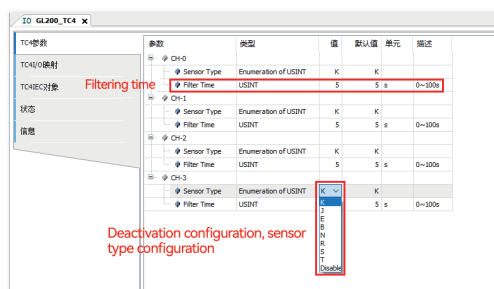 IO GL200_TC4 x
TC4参数
TC4I/O映射
TC4IEC对象
状态
信息
参数 类型 值 默认值 单元 描述
CH-0
Sensor Type Enumeration of USINT K K
Filtering time
Filter Time USINT 5 5 s 0~100s
CH-1
Sensor Type Enumeration of USINT K K
Filter Time USINT 5 5 s 0~100s
CH-2
Sensor Type Enumeration of USINT K K
Filter Time USINT 5 5 s 0~100s
CH-3
Sensor Type Enumeration of USINT K K
Filter Time USINT 5 s 0~100s
K
J
E
B
N
R
S
T
Disable
Deactivation configuration, sensor
type configuration